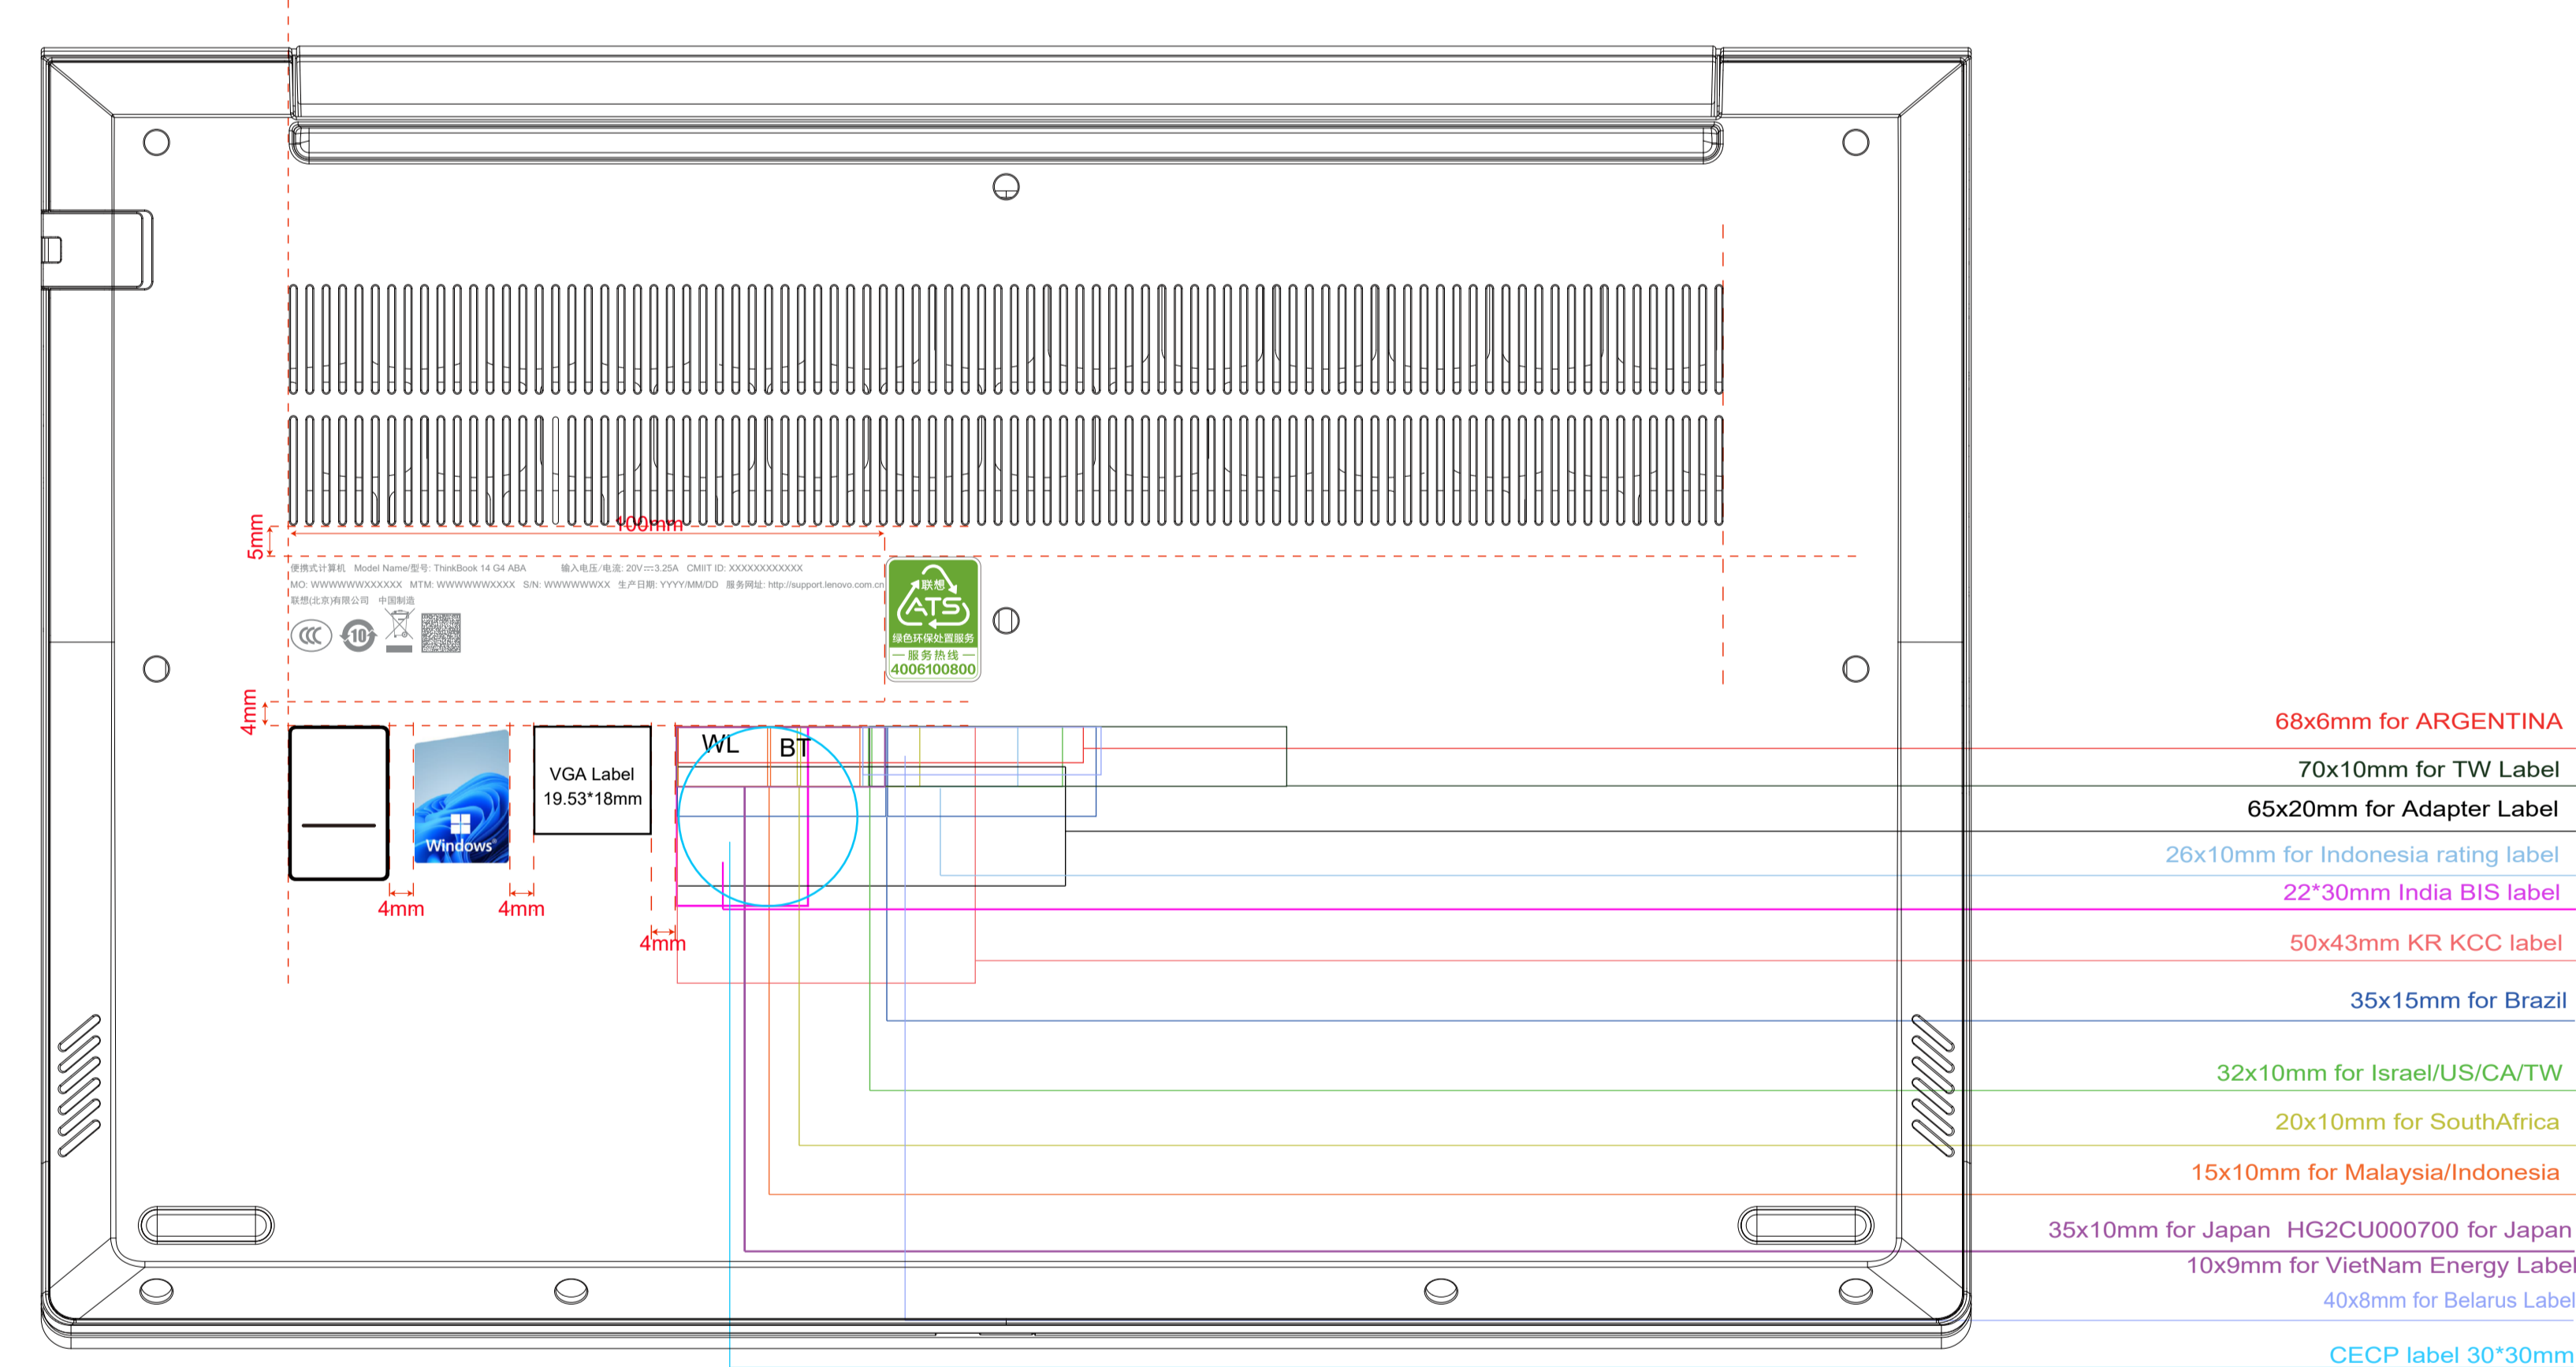 100mm
5mm
便携式计算机 Model Name/型号: ThinkBook 14 G4 ABA 输入电压/电流: 20V⎓3.25A CMIIT ID: XXXXXXXXXXXX
MO: WWWWWWXXXXXX MTM: WWWWWWXXXX S/N: WWWWWWXX 生产日期: YYYY/MM/DD 服务网址: http://support.lenovo.com.cn
联想(北京)有限公司 中国制造
CCC
10
联想
ATS
绿色环保处置服务
服务热线
4006100800
4mm
WL
BT
VGA Label
19.53*18mm
Windows
4mm
4mm
4mm
68x6mm for ARGENTINA
70x10mm for TW Label
65x20mm for Adapter Label
26x10mm for Indonesia rating label
22*30mm India BIS label
50x43mm KR KCC label
35x15mm for Brazil
32x10mm for Israel/US/CA/TW
20x10mm for SouthAfrica
15x10mm for Malaysia/Indonesia
35x10mm for Japan HG2CU000700 for Japan
10x9mm for VietNam Energy Label
40x8mm for Belarus Label
CECP label 30*30mm